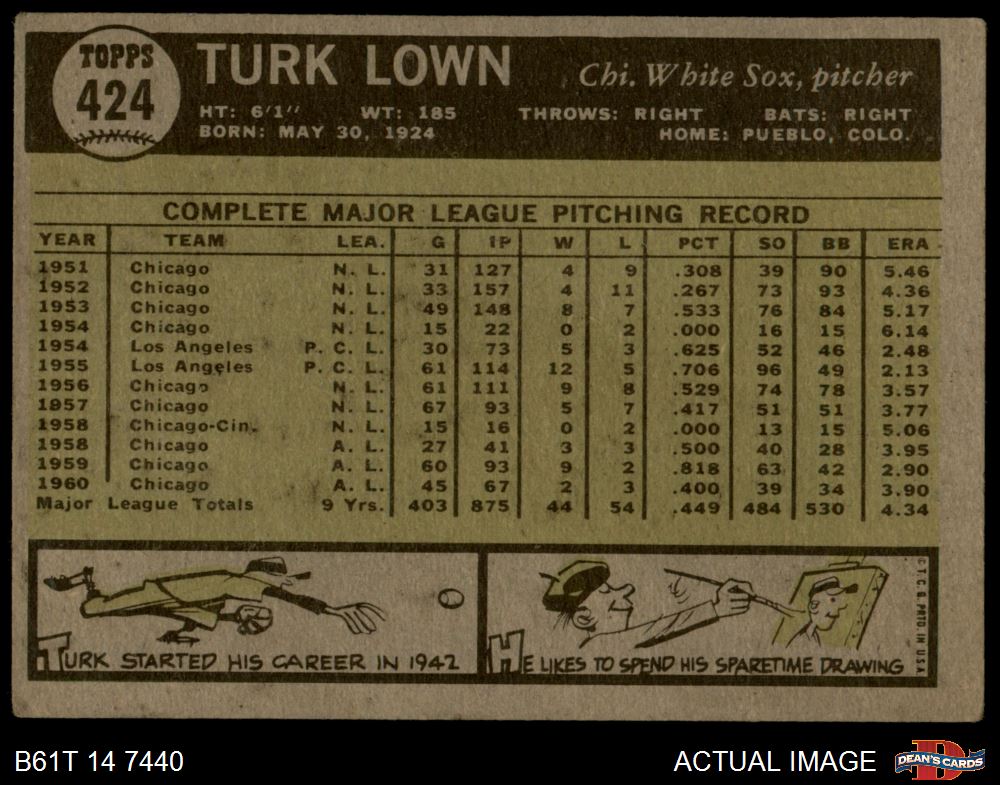 TOPPS
424
TURK LOWN
Chi. White Sox, pitcher
HT: 6'1" WT: 185 THROWS: RIGHT BATS: RIGHT
BORN: MAY 30, 1924 HOME: PUEBLO, COLO.
COMPLETE MAJOR LEAGUE PITCHING RECORD
YEAR TEAM LEA. G IP W L PCT SO BB ERA
1951 Chicago N. L. 31 127 4 9 .308 39 90 5.46
1952 Chicago N. L. 33 157 4 11 .267 73 93 4.36
1953 Chicago N. L. 49 148 8 7 .533 76 84 5.17
1954 Chicago N. L. 15 22 0 2 .000 16 15 6.14
1954 Los Angeles P. C. L. 30 73 5 3 .625 52 46 2.48
1955 Los Angeles P. C. L. 61 114 12 5 .706 96 49 2.13
1956 Chicago N. L. 61 111 9 8 .529 74 78 3.57
1957 Chicago N. L. 67 93 5 7 .417 51 51 3.77
1958 Chicago-Cin. N. L. 15 16 0 2 .000 13 15 5.06
1958 Chicago A. L. 27 41 3 3 .500 40 28 3.95
1959 Chicago A. L. 60 93 9 2 .818 63 42 2.90
1960 Chicago A. L. 45 67 2 3 .400 39 34 3.90
Major League Totals 9 Yrs. 403 875 44 54 .449 484 530 4.34
TURK STARTED HIS CAREER IN 1942
HE LIKES TO SPEND HIS SPARETIME DRAWING
© T. C. G. PRTD. IN U.S.A.
B61T 14 7440
ACTUAL IMAGE
D
DEAN'S CARDS